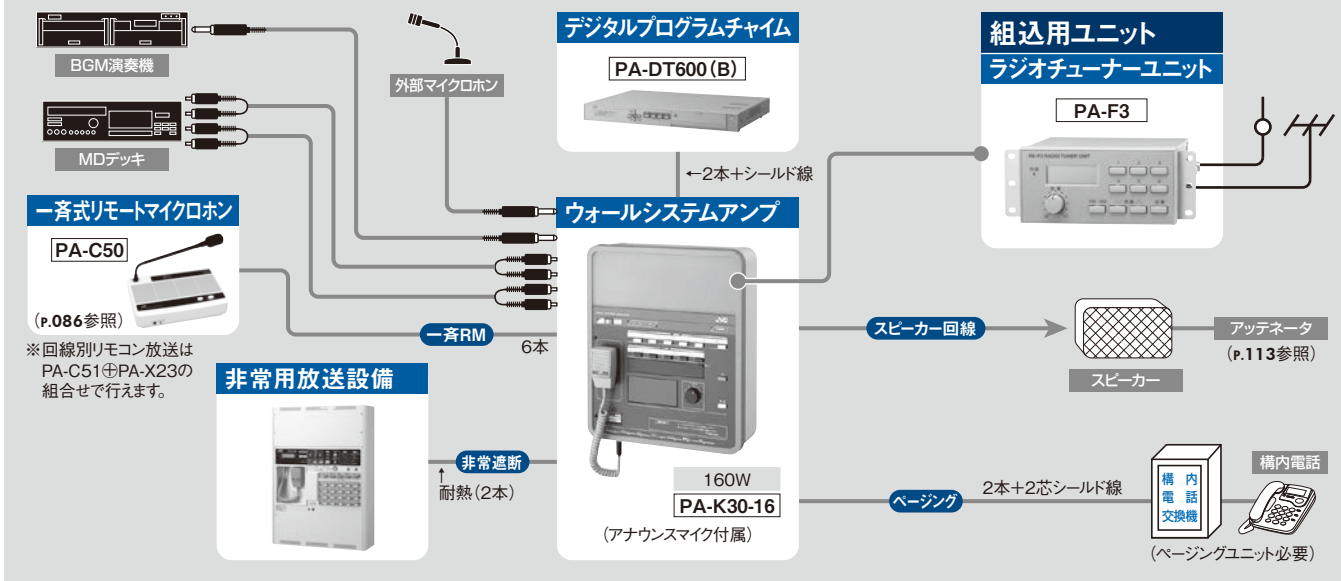 BGM演奏機
MDデッキ
外部マイクロホン
デジタルプログラムチャイム
PA-DT600(B)
←2本+シールド線
組込用ユニット
ラジオチューナーユニット
PA-F3
PA-F3 RADIO TUNER UNIT
一斉式リモートマイクロホン
PA-C50
(P.086参照)
※回線別リモコン放送は
PA-C51⊕PA-X23の
組合せで行えます。
一斉RM
6本
非常用放送設備
非常遮断
↑
耐熱(2本)
ウォールシステムアンプ
JVC
160W
PA-K30-16
(アナウンスマイク付属)
スピーカー回線
スピーカー
アッテネータ
(P.113参照)
ページング
2本+2芯シールド線
構内
電話
交換機
構内電話
(ページングユニット必要)